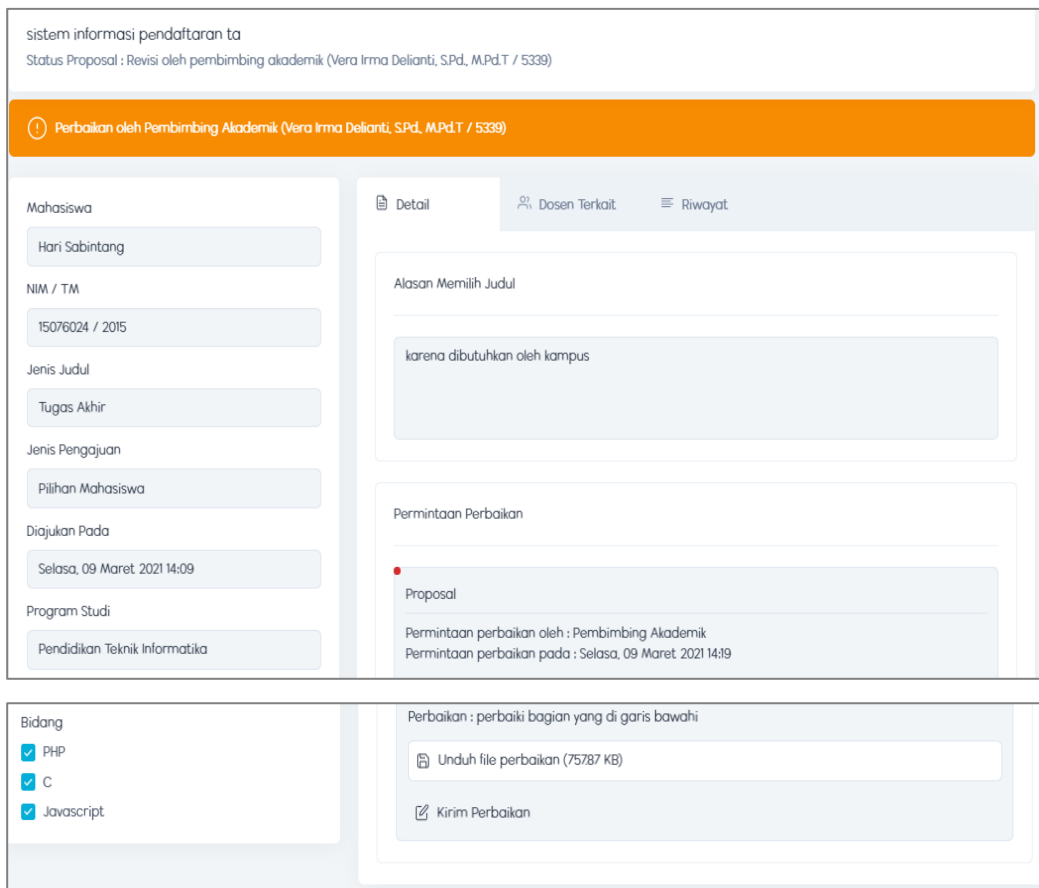 sistem informasi pendaftaran ta
Status Proposal : Revisi oleh pembimbing akademik (Vera Irma Delianti, S.Pd., M.Pd.T / 5339)
Perbaikan oleh Pembimbing Akademik (Vera Irma Delianti, S.Pd., M.Pd.T / 5339)
Mahasiswa
Hari Sabintang
NIM / TM
15076024 / 2015
Jenis Judul
Tugas Akhir
Jenis Pengajuan
Pilihan Mahasiswa
Diajukan Pada
Selasa, 09 Maret 2021 14:09
Program Studi
Pendidikan Teknik Informatika
Bidang
PHP
C
Javascript
Detail
Dosen Terkait
Riwayat
Alasan Memilih Judul
karena dibutuhkan oleh kampus
Permintaan Perbaikan
Proposal
Permintaan perbaikan oleh : Pembimbing Akademik
Permintaan perbaikan pada : Selasa, 09 Maret 2021 14:19
Perbaikan : perbaiki bagian yang di garis bawahi
Unduh file perbaikan (757.87 KB)
Kirim Perbaikan